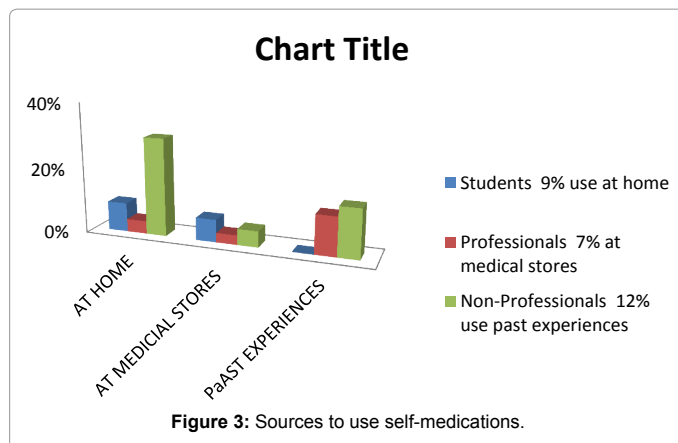 Chart Title
40%
20%
0%
AT HOME
AT MEDICIAL STORES
PaAST EXPERIENCES
Students 9% use at home
Professionals 7% at
medical stores
Non-Professionals 12%
use past experiences
Figure 3: Sources to use self-medications.